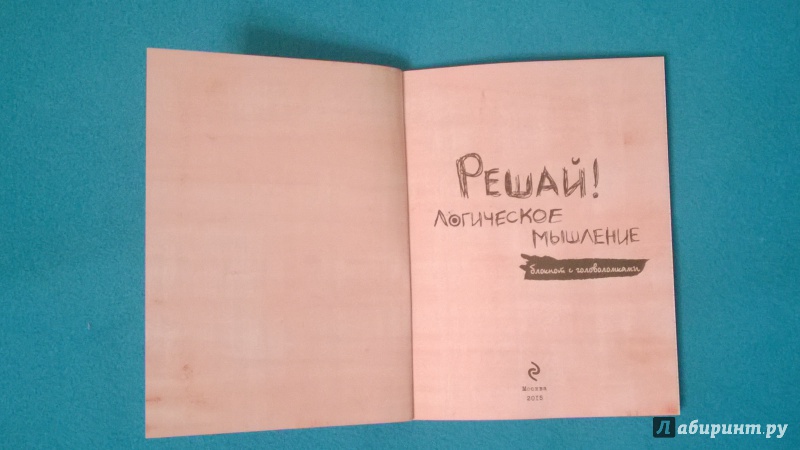 Решай!
Логическое
мышление
блокнот с головоломками
Москва
2015
Лабиринт.ру